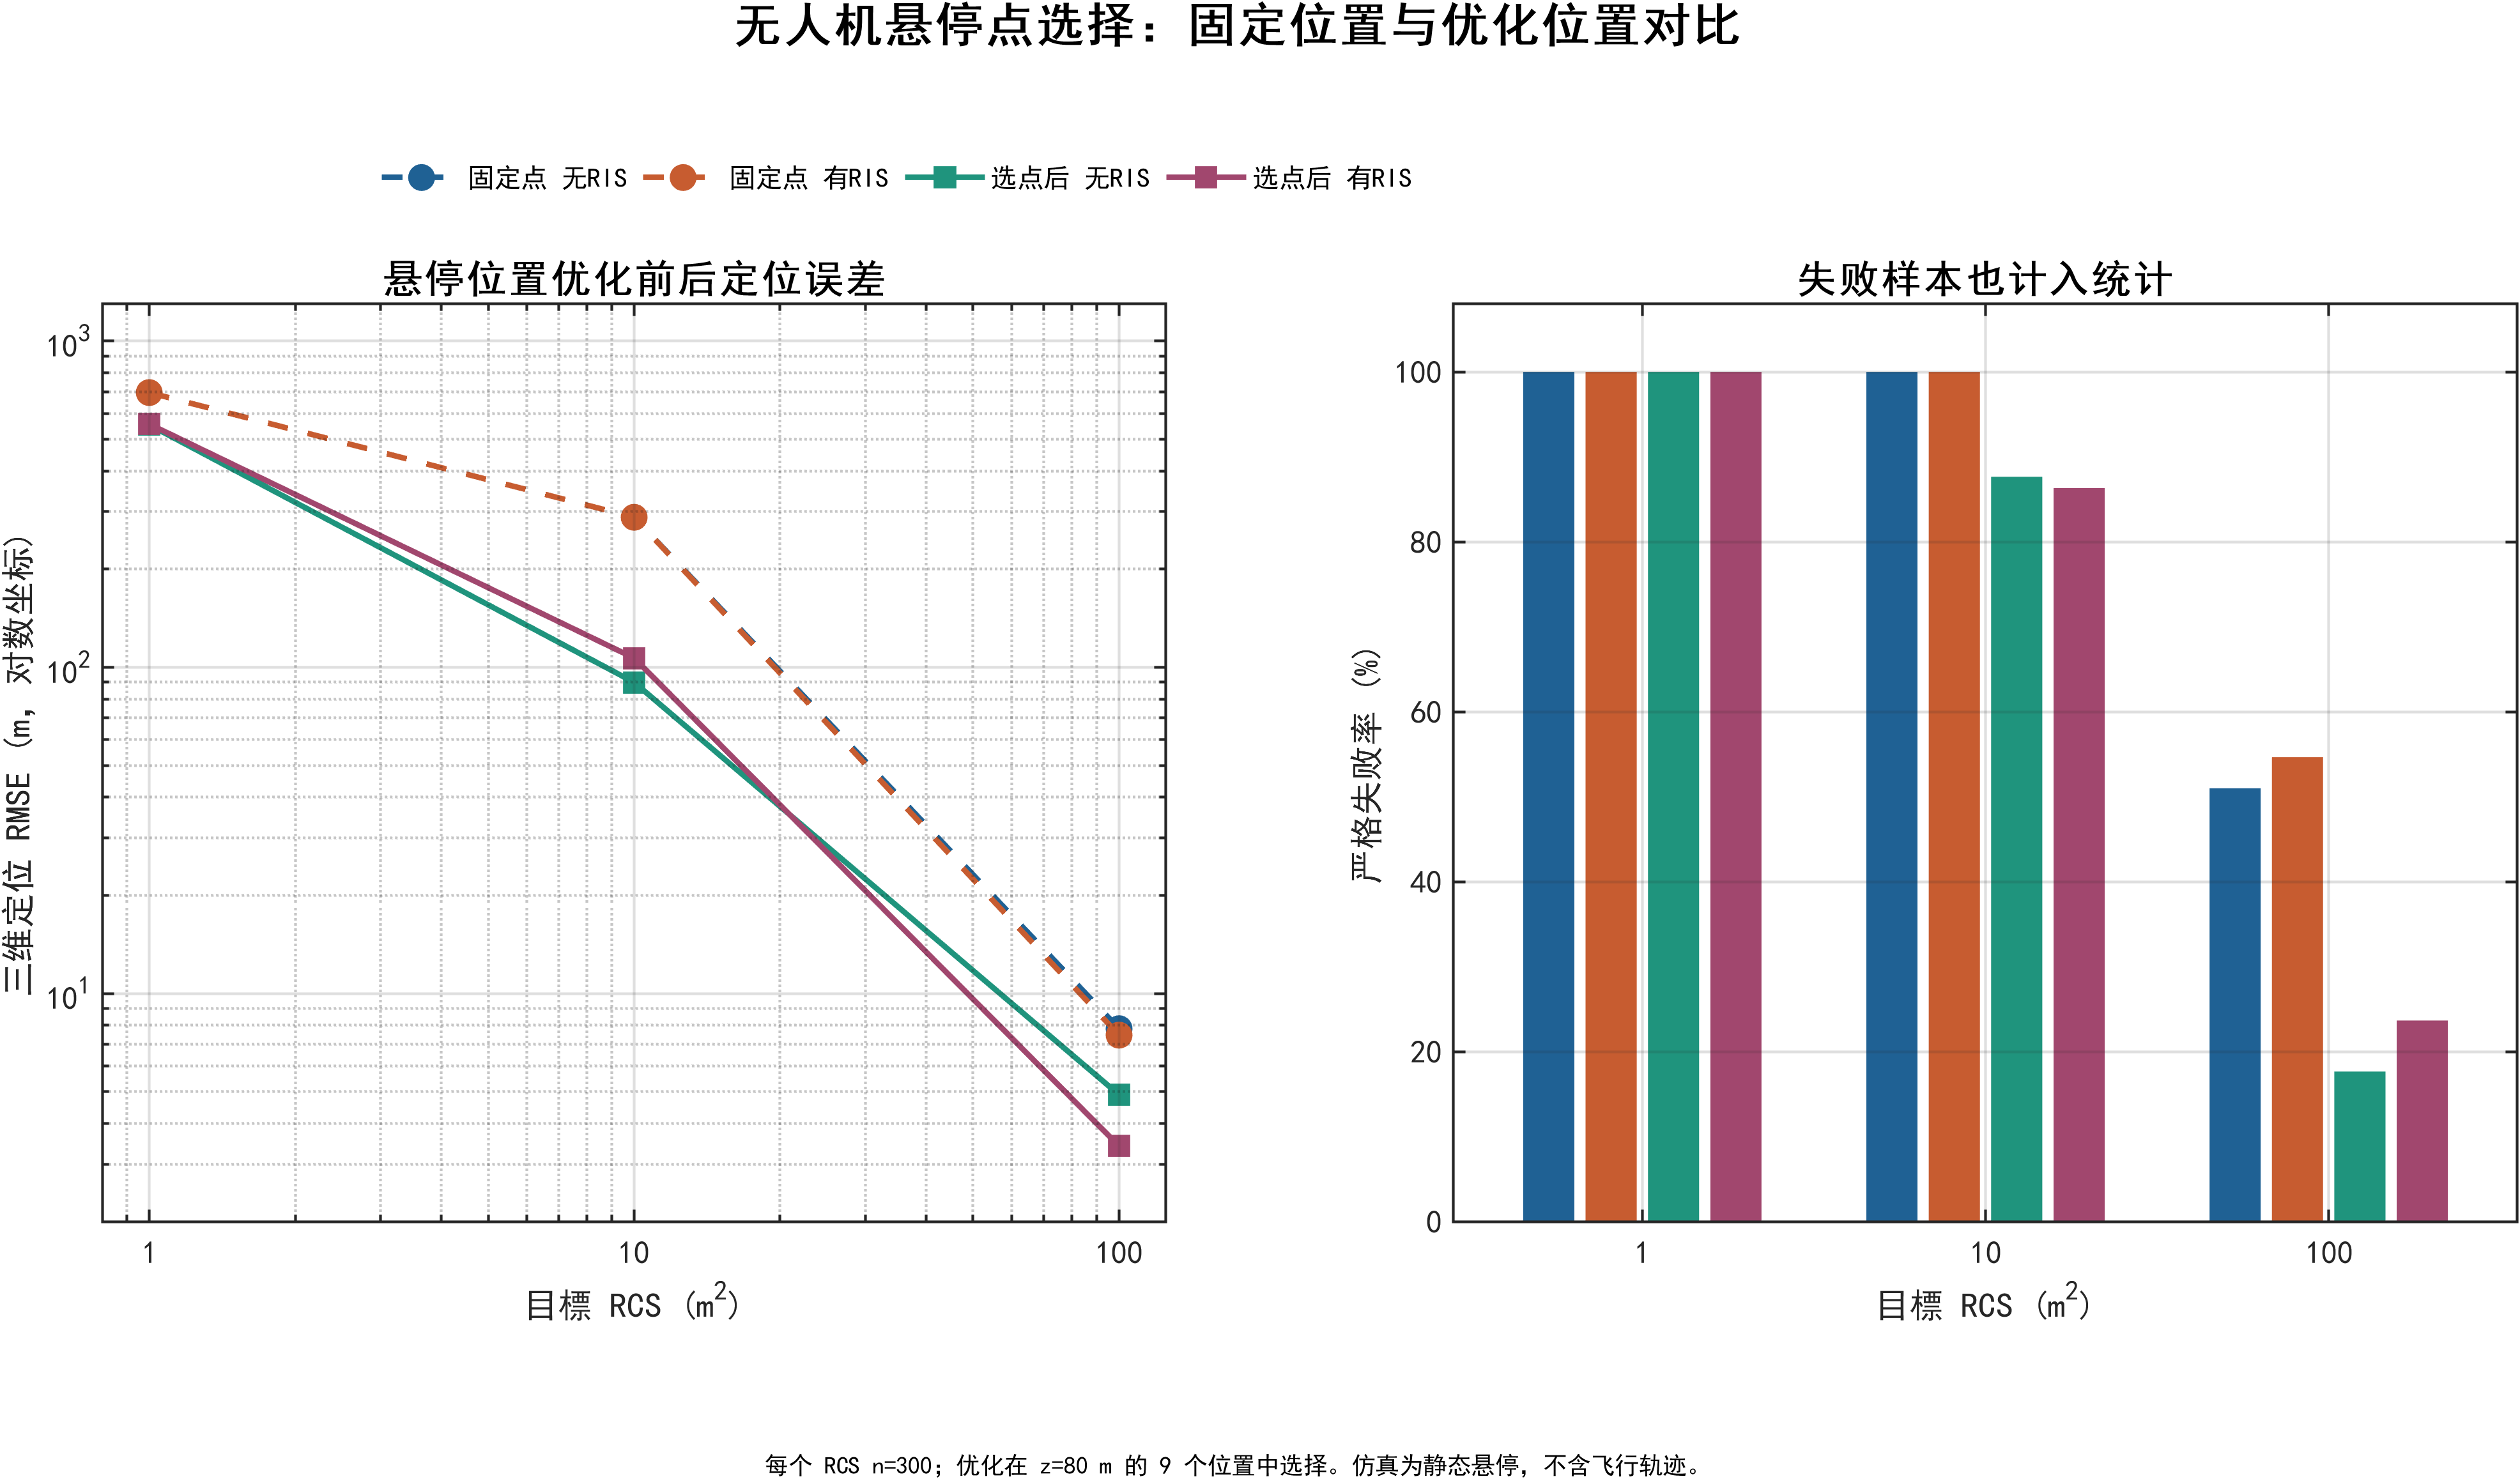 无人机悬停点选择：固定位置与优化位置对比
固定点 无RIS 固定点 有RIS 选点后 无RIS 选点后 有RIS
悬停位置优化前后定位误差
三维定位 RMSE (m, 对数坐标)
10³
10²
10¹
1 10 100
目標 RCS (m²)
失败样本也计入统计
严格失败率 (%)
100
80
60
40
20
0
1 10 100
目標 RCS (m²)
每个 RCS n=300；优化在 z=80 m 的 9 个位置中选择。仿真为静态悬停，不含飞行轨迹。